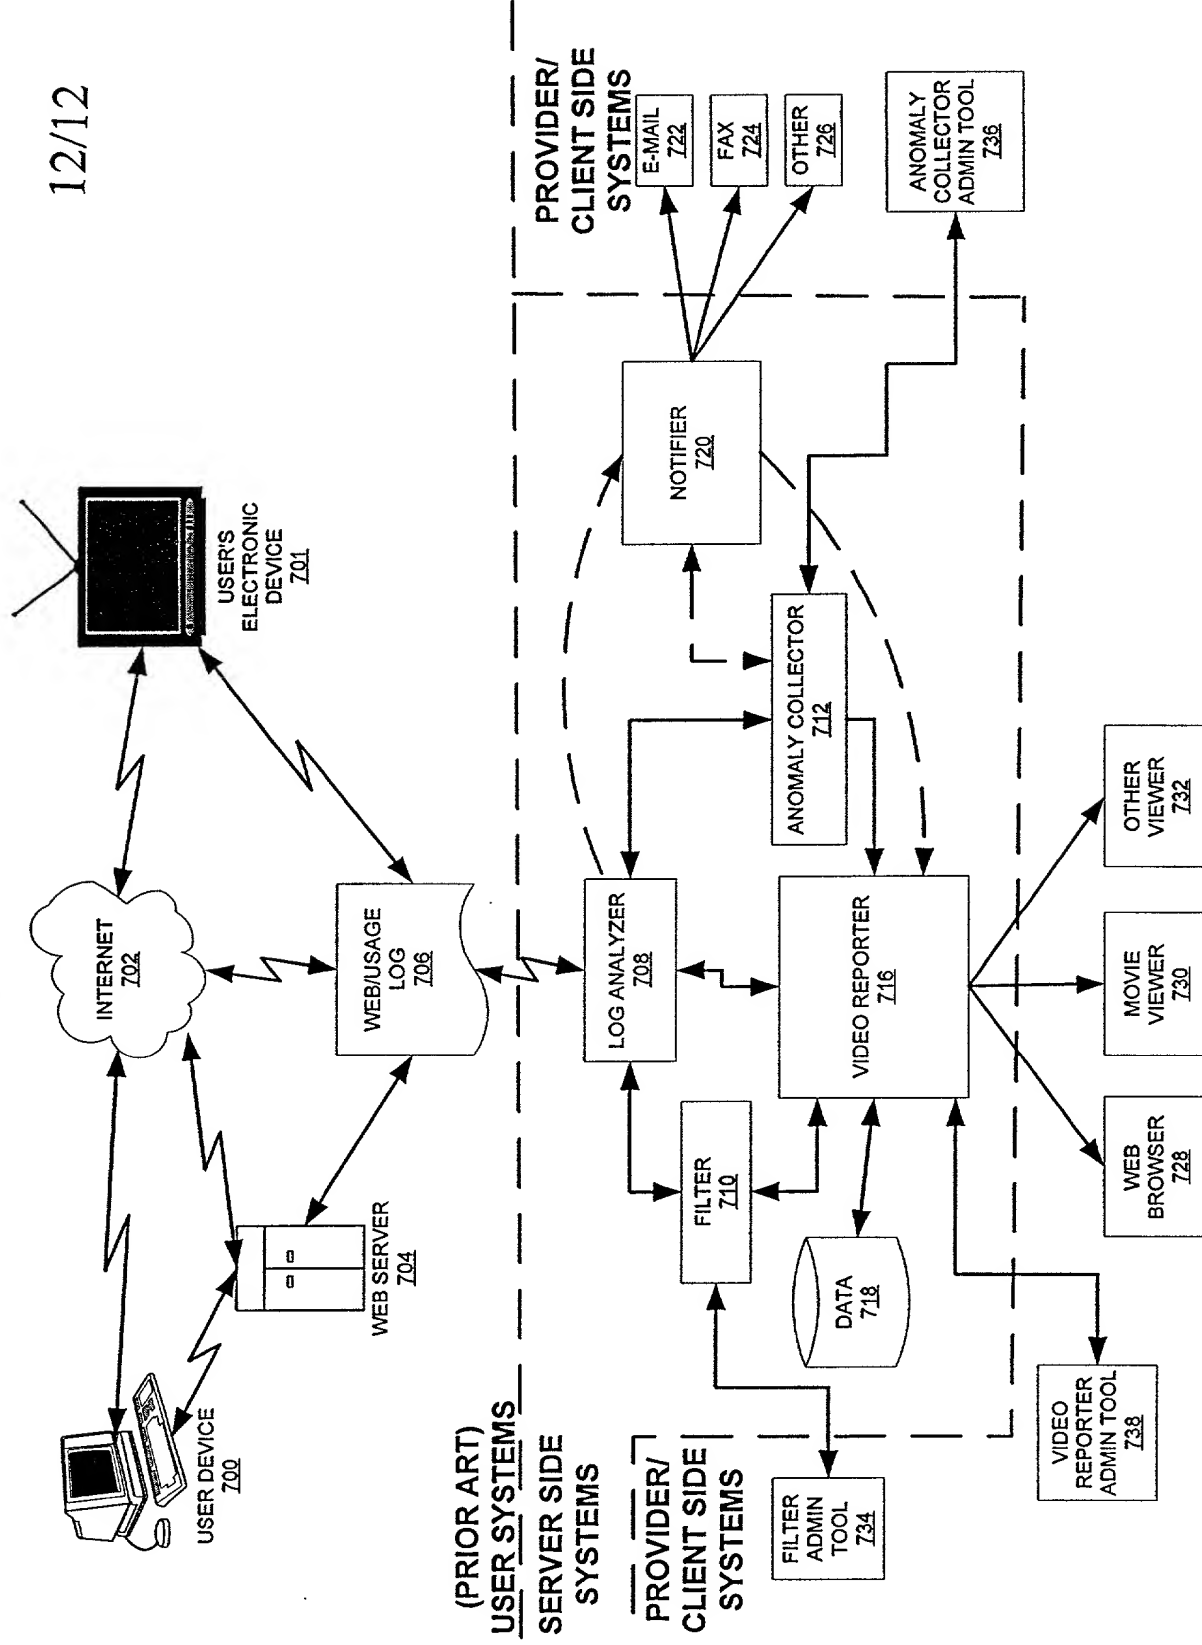 12/12
USER'S
ELECTRONIC
DEVICE
701
INTERNET
702
WEB/USAGE
LOG
706
WEB SERVER
704
USER DEVICE
700
(PRIOR ART)
USER SYSTEMS
SERVER SIDE
SYSTEMS
PROVIDER/
CLIENT SIDE
SYSTEMS
PROVIDER/
CLIENT SIDE
SYSTEMS
E-MAIL
722
FAX
724
OTHER
726
ANOMALY
COLLECTOR
ADMIN TOOL
736
NOTIFIER
720
LOG ANALYZER
708
ANOMALY COLLECTOR
712
FILTER
710
VIDEO REPORTER
716
DATA
718
FILTER
ADMIN
TOOL
734
VIDEO
REPORTER
ADMIN TOOL
738
WEB
BROWSER
728
MOVIE
VIEWER
730
OTHER
VIEWER
732